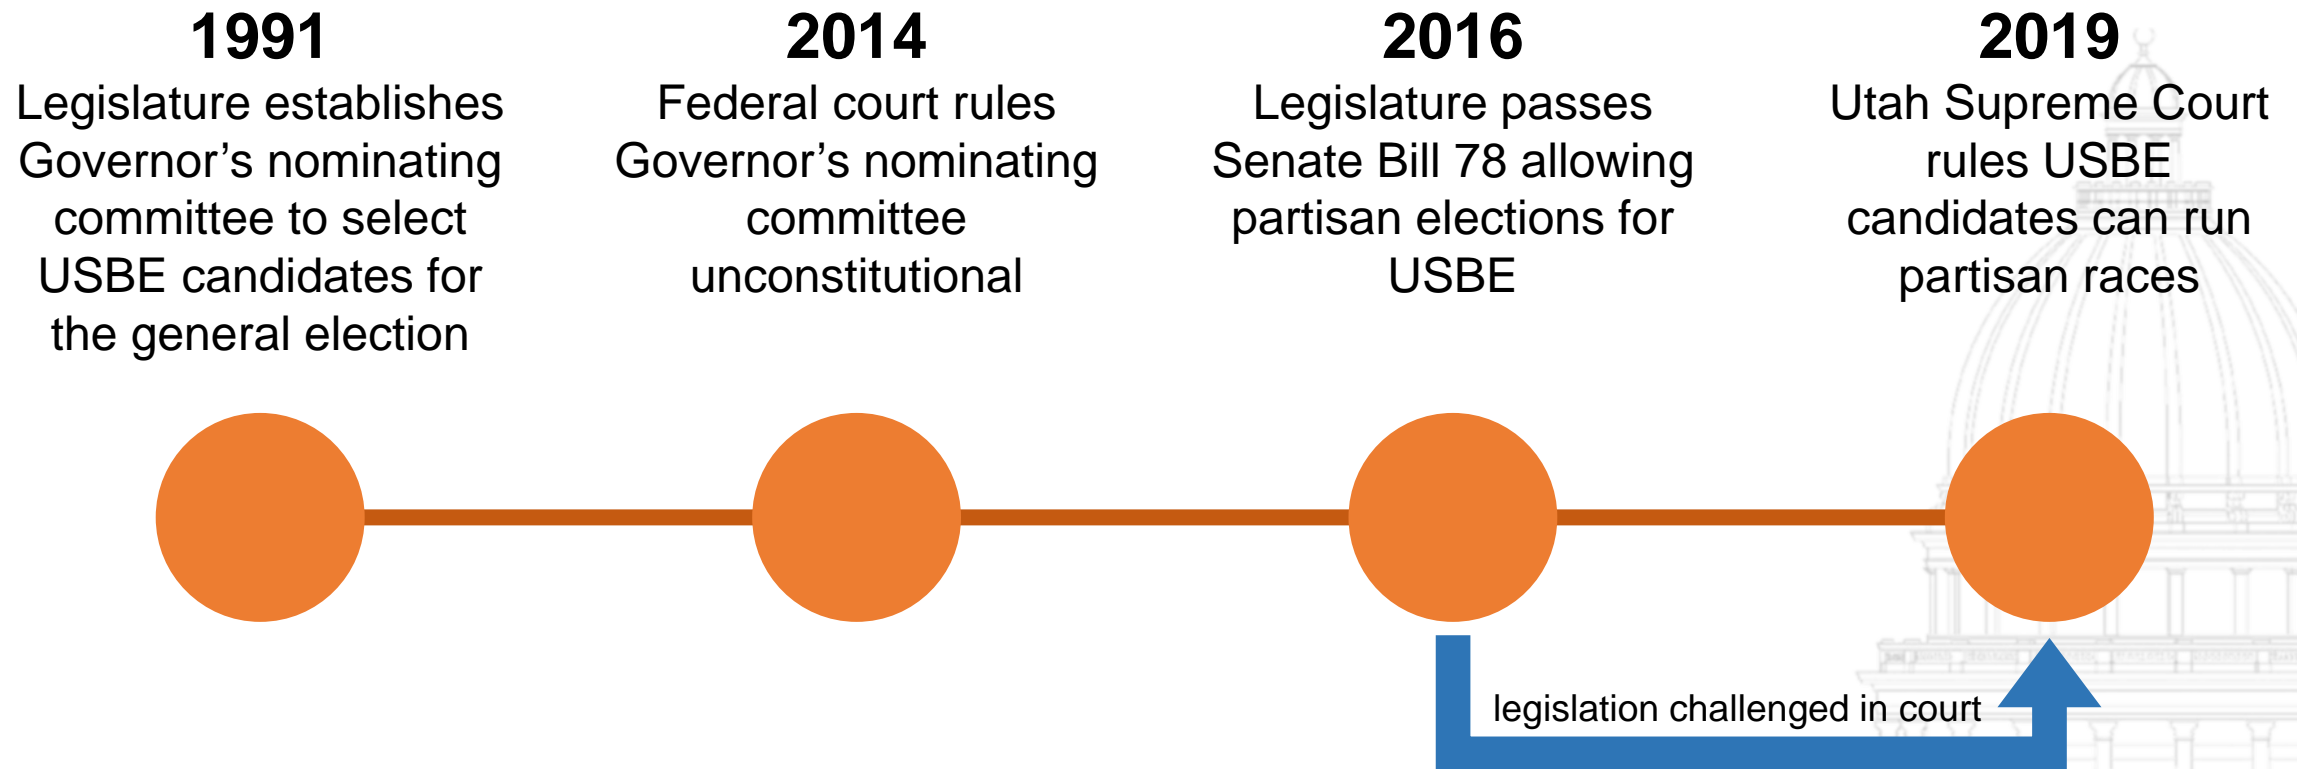 1991
Legislature establishes
Governor’s nominating
committee to select
USBE candidates for
the general election
2014
Federal court rules
Governor’s nominating
committee
unconstitutional
2016
Legislature passes
Senate Bill 78 allowing
partisan elections for
USBE
2019
Utah Supreme Court
rules USBE
candidates can run
partisan races
legislation challenged in court